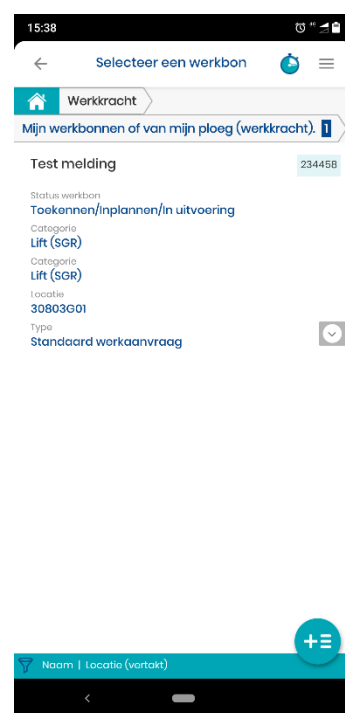 15:38
Selecteer een werkbon
Werkkracht
Mijn werkbonnen of van mijn ploeg (werkkracht). 1
Test melding 234458
Status werkbon
Toekennen/Inplannen/In uitvoering
Categorie
Lift (SGR)
Categorie
Lift (SGR)
Locatie
30803G01
Type
Standaard werkaanvraag
Naam | Locatie (vertakt)